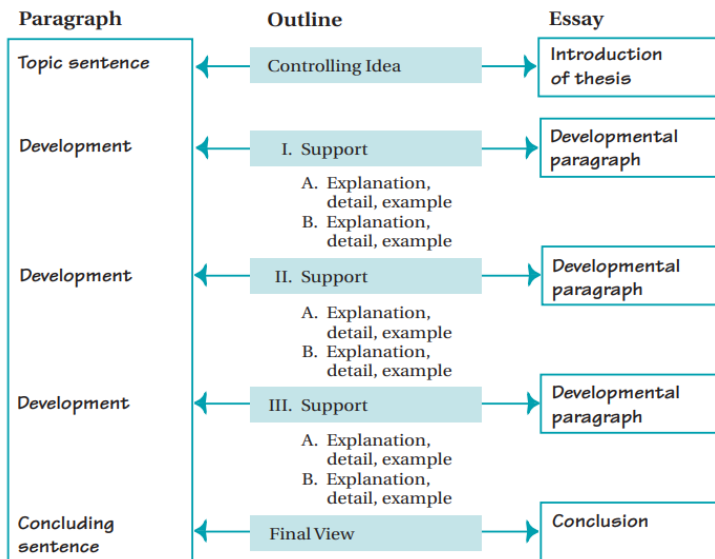 Paragraph
Outline
Essay
Topic sentence
Controlling Idea
Introduction
of thesis
Development
I. Support
Developmental
paragraph
A. Explanation,
detail, example
B. Explanation,
detail, example
Development
II. Support
Developmental
paragraph
A. Explanation,
detail, example
B. Explanation,
detail, example
Development
III. Support
Developmental
paragraph
A. Explanation,
detail, example
B. Explanation,
detail, example
Concluding
sentence
Final View
Conclusion